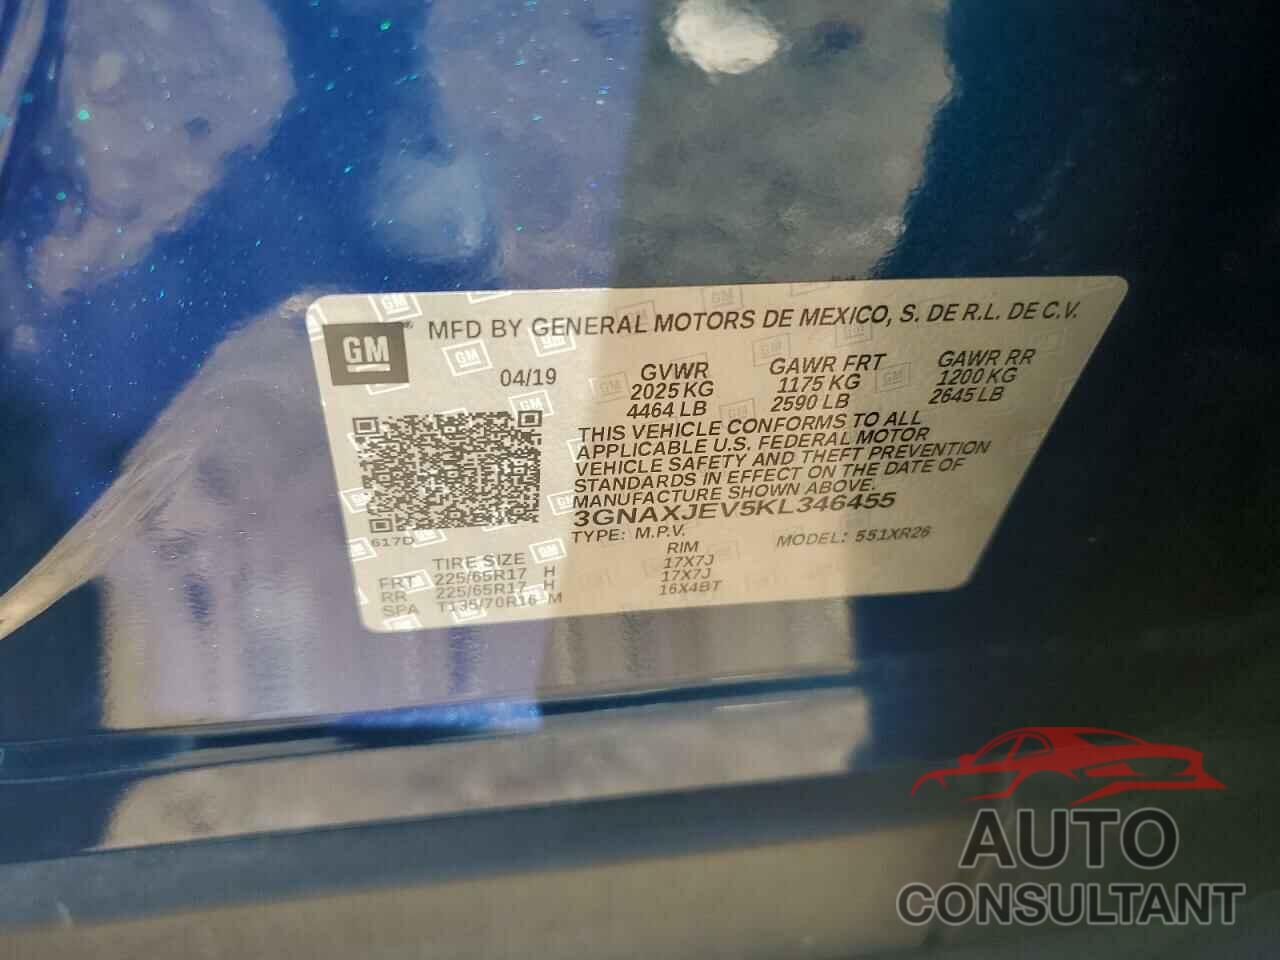 GM
MFD BY GENERAL MOTORS DE MEXICO, S. DE R.L. DE C.V.
04/19
GVWR GAWR FRT GAWR RR
2025 KG 1175 KG 1200 KG
4464 LB 2590 LB 2645 LB
THIS VEHICLE CONFORMS TO ALL
APPLICABLE U.S. FEDERAL MOTOR
VEHICLE SAFETY AND THEFT PREVENTION
STANDARDS IN EFFECT ON THE DATE OF
MANUFACTURE SHOWN ABOVE.
3GNAXJEV5KL346455
TYPE: M.P.V. MODEL: 551XR26
617D
TIRE SIZE RIM
FRT 225/65R17 H 17X7J
RR 225/65R17 H 17X7J
SPA T135/70R16 M 16X4BT
AUTO
CONSULTANT